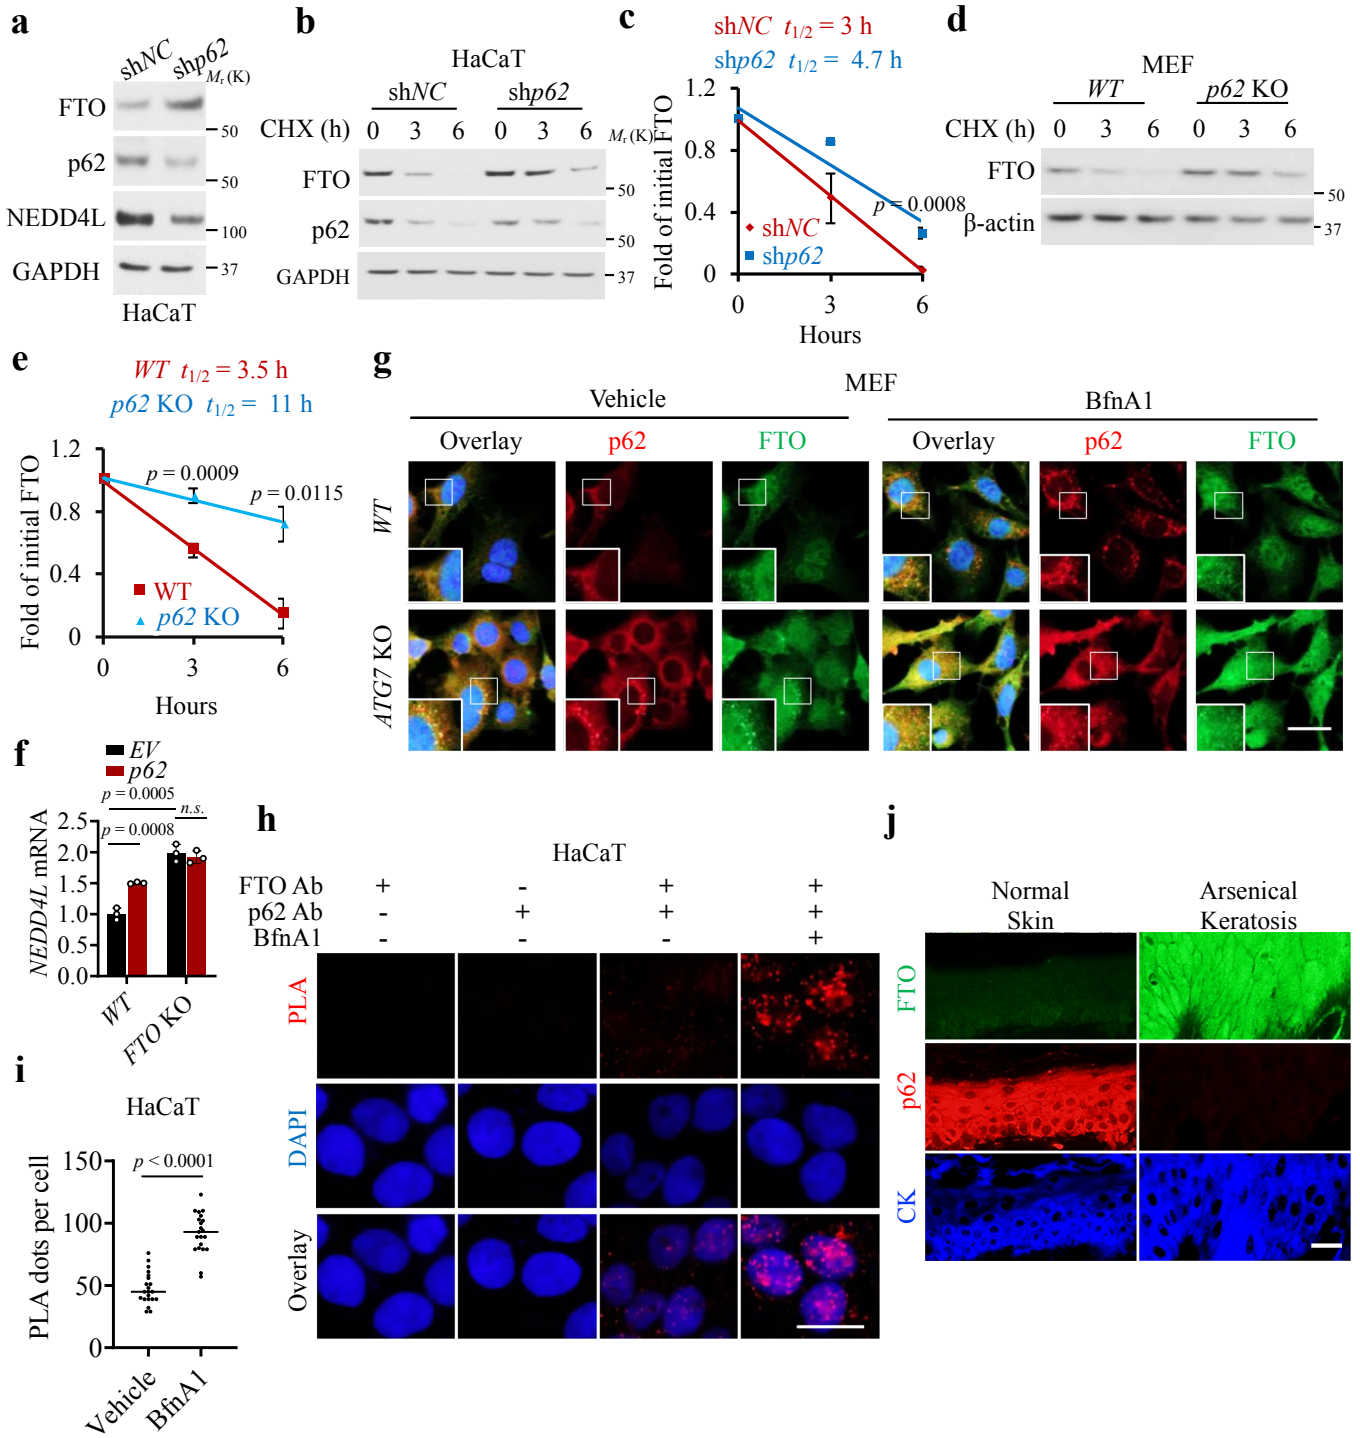 a
shNC shp62
Mr (K)
FTO
50
p62
50
NEDD4L
100
GAPDH
37
HaCaT
b
HaCaT
shNC shp62
CHX (h) 0 3 6 0 3 6
Mr (K)
FTO
50
p62
50
GAPDH
37
c
shNC t1/2 = 3 h
shp62 t1/2 = 4.7 h
Fold of initial FTO
1.2
0.8
0.4
0
p = 0.0008
shNC
shp62
0 3 6
Hours
d
MEF
WT p62 KO
CHX (h) 0 3 6 0 3 6
FTO
50
β-actin
37
e
WT t1/2 = 3.5 h
p62 KO t1/2 = 11 h
Fold of initial FTO
1.2
0.8
0.4
0
p = 0.0009
p = 0.0115
WT
p62 KO
0 3 6
Hours
g
MEF
Vehicle BfnA1
Overlay p62 FTO Overlay p62 FTO
WT
ATG7 KO
f
EV
p62
p = 0.0005
n.s.
p = 0.0008
NEDD4L mRNA
2.5
2.0
1.5
1.0
0.5
0.0
WT
FTO KO
h
HaCaT
FTO Ab + - + +
p62 Ab - + + +
BfnA1 - - - +
PLA
DAPI
Overlay
i
HaCaT
p < 0.0001
PLA dots per cell
150
100
50
0
Vehicle
BfnA1
j
Normal Skin
Arsenical Keratosis
FTO
p62
CK